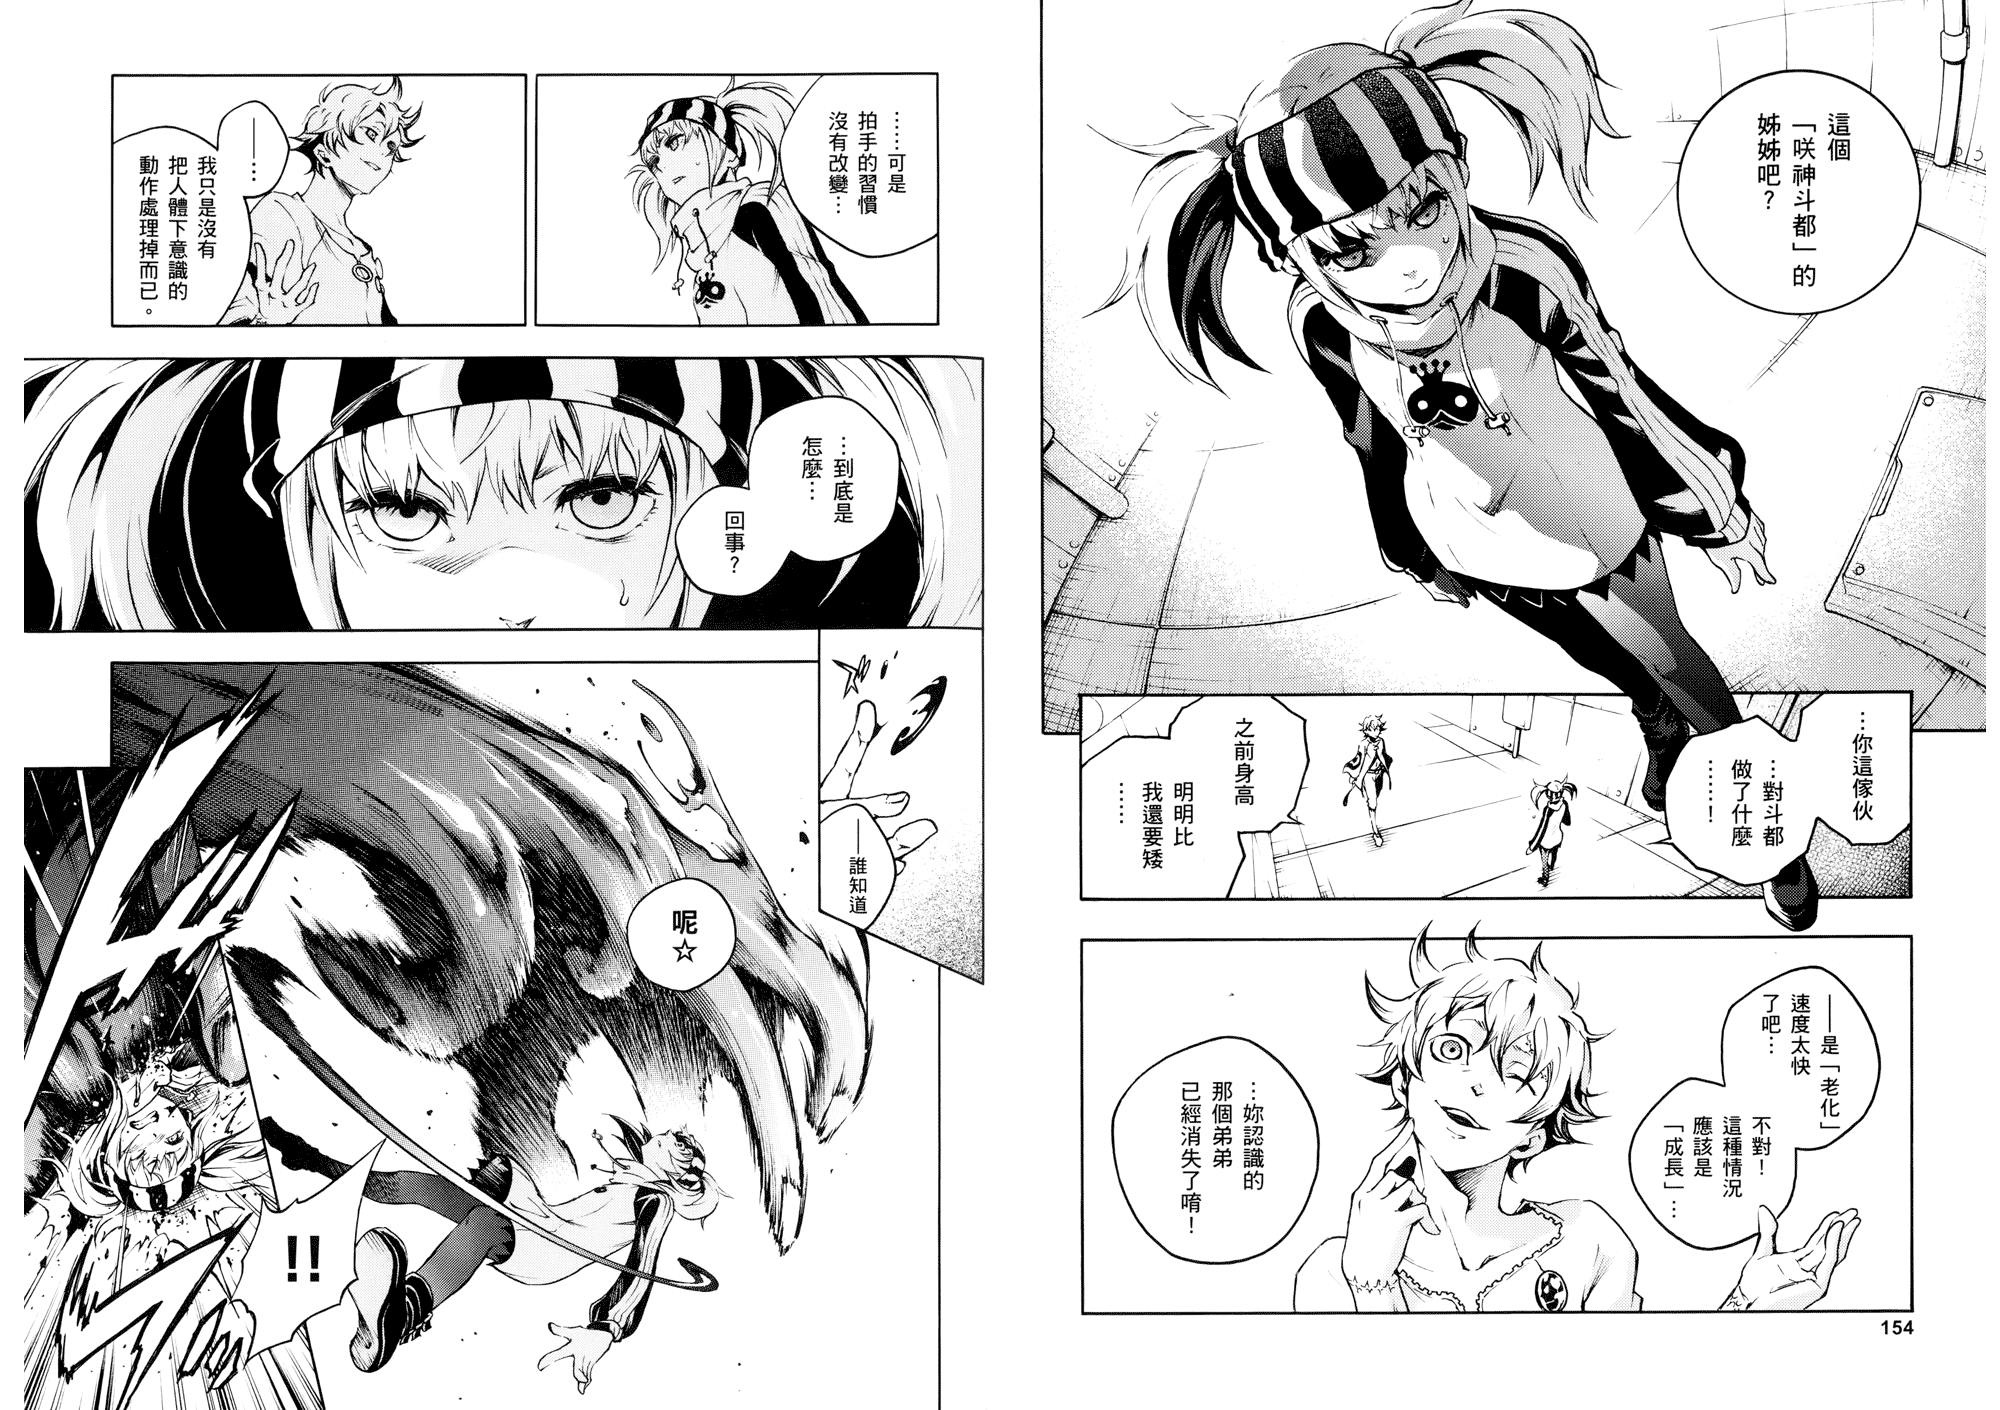 這個
「咲神斗都」的
姊姊吧？
…你這傢伙
…對斗都
做了什麼
……！
之前身高
明明比
我還要矮
……
——是「老化」
速度太快
了吧…
不對！
這種情況
應該是
「成長」…
…妳認識的
那個弟弟
已經消失了唷！
154
……可是
拍手的習慣
沒有改變…
——…
我只是沒有
把人體下意識的
動作處理掉而已。
…到底是
怎麼…
回事？
——誰知道
呢☆
!!